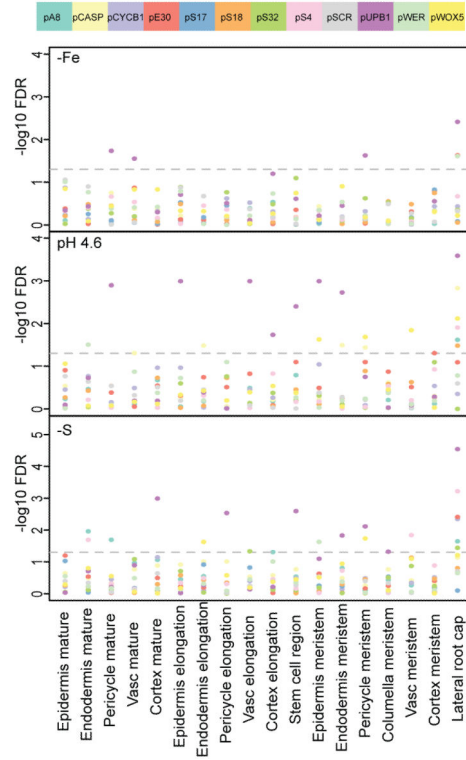 pA8 pCASP pCYCB1 pE30 pS17 pS18 pS32 pS4 pSCR pUPB1 pWER pWOX5
-Fe
-log10 FDR
4
3
2
1
0
pH 4.6
-log10 FDR
4
3
2
1
0
-S
-log10 FDR
5
4
3
2
1
0
Epidermis mature
Endodermis mature
Pericycle mature
Vasc mature
Cortex mature
Epidermis elongation
Endodermis elongation
Pericycle elongation
Vasc elongation
Cortex elongation
Stem cell region
Epidermis meristem
Endodermis meristem
Pericycle meristem
Columella meristem
Vasc meristem
Cortex meristem
Lateral root cap